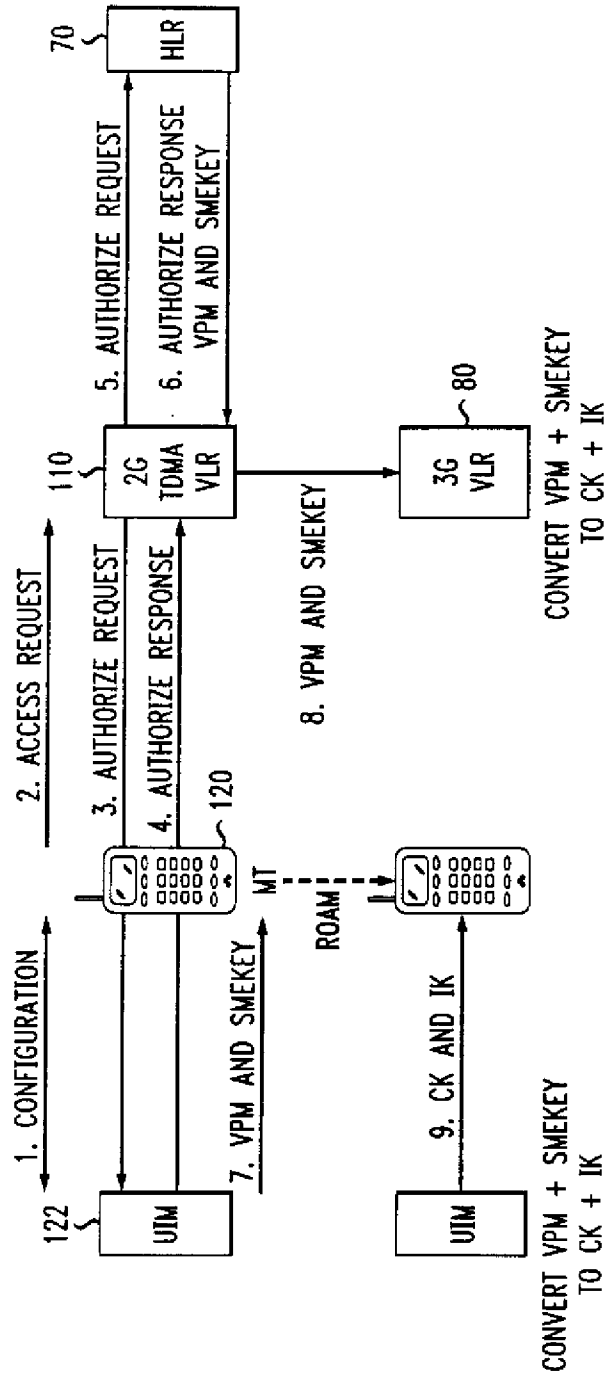 1. CONFIGURATION
2. ACCESS REQUEST
122
UIM
3. AUTHORIZE REQUEST
4. AUTHORIZE RESPONSE
120
MT
110
2G
TDMA
VLR
5. AUTHORIZE REQUEST
6. AUTHORIZE RESPONSE
VPM AND SMEKEY
70
HLR
7. VPM AND SMEKEY
ROAM
8. VPM AND SMEKEY
80
3G
VLR
CONVERT VPM + SMEKEY
TO CK + IK
UIM
9. CK AND IK
CONVERT VPM + SMEKEY
TO CK + IK